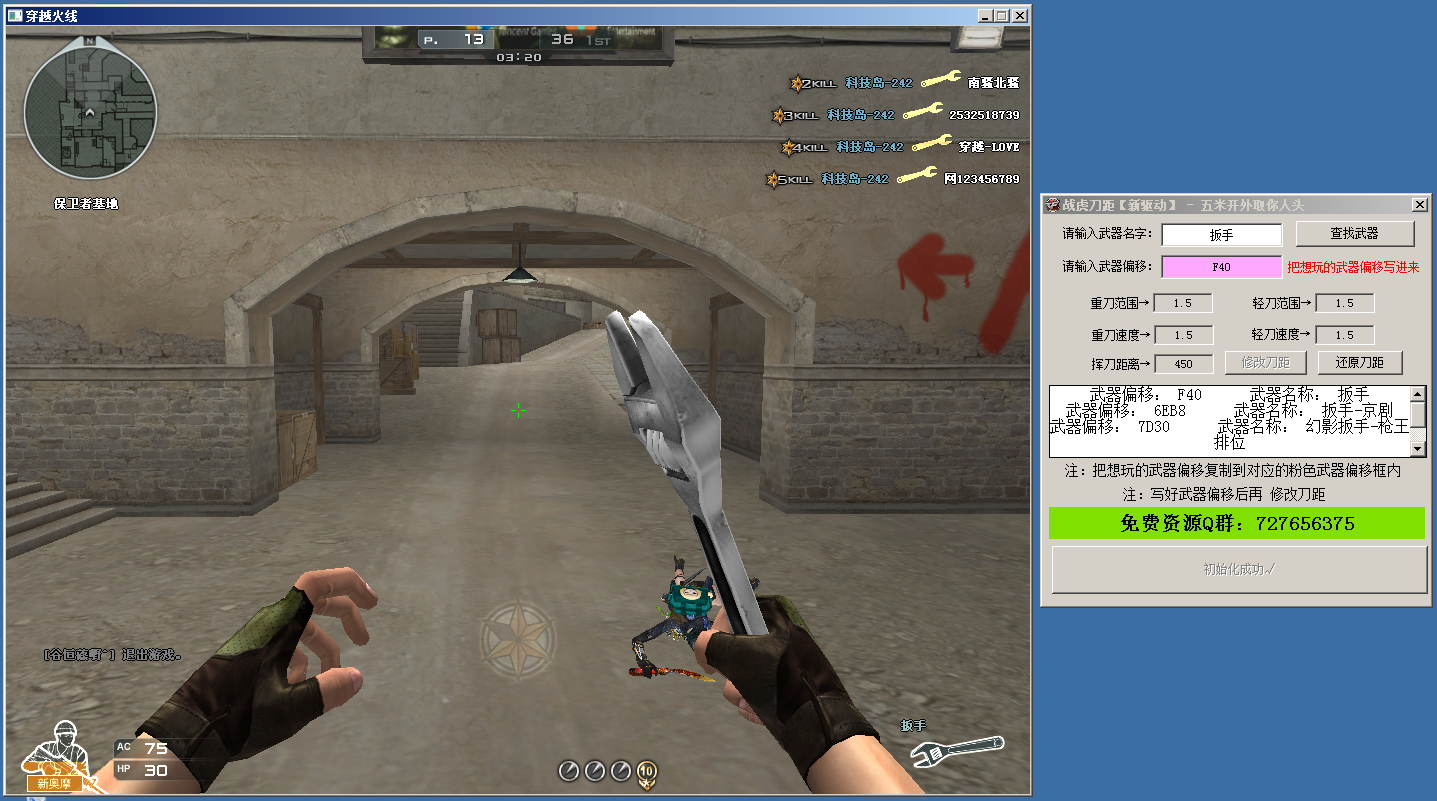 穿越火线
N
P. 13
36 1ST
03:20
2KILL 科技岛-242 南鳌北鳌
3KILL 科技岛-242 2532518739
4KILL 科技岛-242 穿越-LOVE
5KILL 科技岛-242 网123456789
保卫者基地
退出游戏。
AC 75
HP 30
新奥摩
10
扳手
战虎刀距【新驱动】 - 五米开外取你人头
请输入武器名字： 扳手 查找武器
请输入武器偏移： F40 把想玩的武器偏移写进来
重刀范围→ 1.5 轻刀范围→ 1.5
重刀速度→ 1.5 轻刀速度→ 1.5
挥刀距离→ 450 修改刀距 还原刀距
武器偏移： F40 武器名称： 扳手
武器偏移： 6EB8 武器名称： 扳手-京剧
武器偏移： 7D30 武器名称： 幻影扳手-枪王
排位
注：把想玩的武器偏移复制到对应的粉色武器偏移框内
注：写好武器偏移后再 修改刀距
免费资源Q群：727656375
初始化成功√